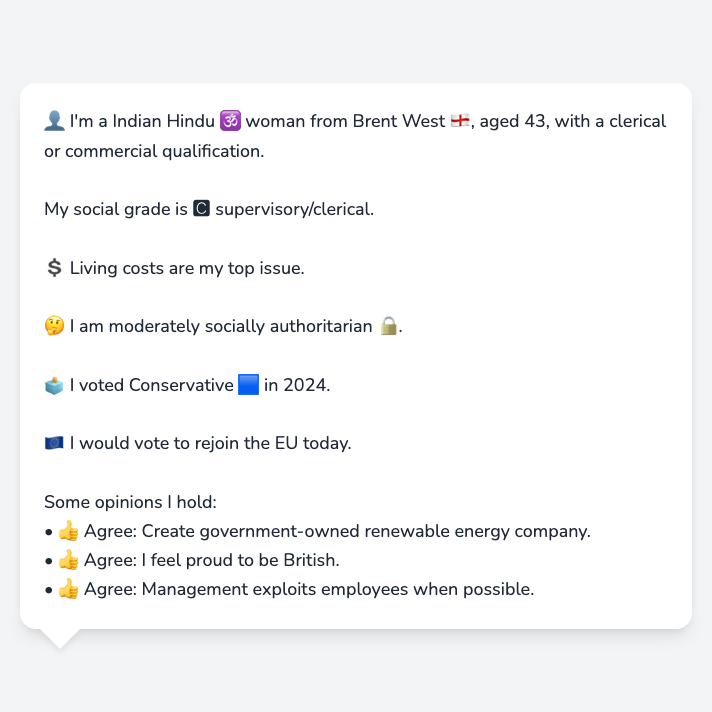 👤 I'm a Indian Hindu 🕉️ woman from Brent West 🏴󠁧󠁢󠁥󠁮󠁧󠁿, aged 43, with a clerical
or commercial qualification.
My social grade is 🅲 supervisory/clerical.
💲 Living costs are my top issue.
🤔 I am moderately socially authoritarian 🔒.
🗳️ I voted Conservative 🟦 in 2024.
🇪🇺 I would vote to rejoin the EU today.
Some opinions I hold:
• 👍 Agree: Create government-owned renewable energy company.
• 👍 Agree: I feel proud to be British.
• 👍 Agree: Management exploits employees when possible.